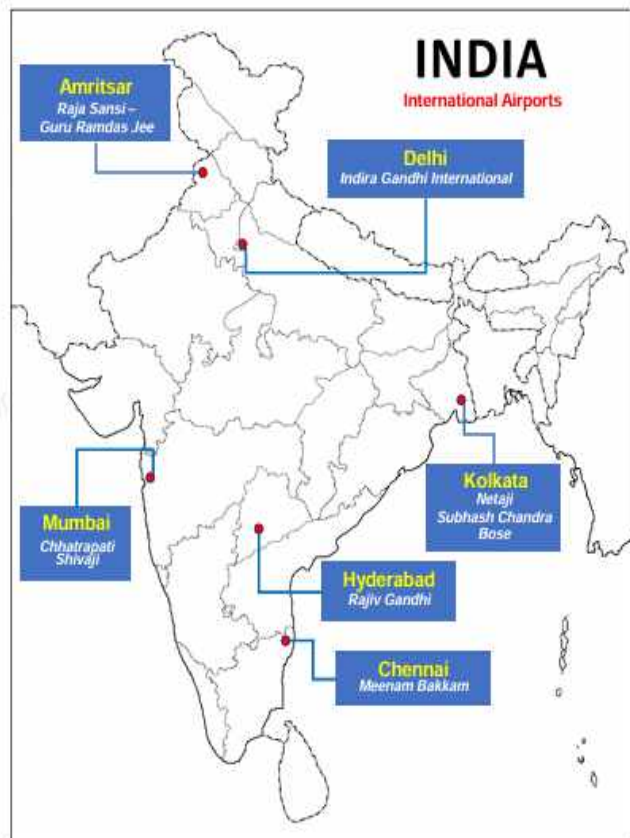 INDIA
International Airports
Amritsar
Raja Sansi –
Guru Ramdas Jee
Delhi
Indira Gandhi International
Kolkata
Netaji
Subhash Chandra
Bose
Mumbai
Chhatrapati
Shivaji
Hyderabad
Rajiv Gandhi
Chennai
Meenam Bakkam